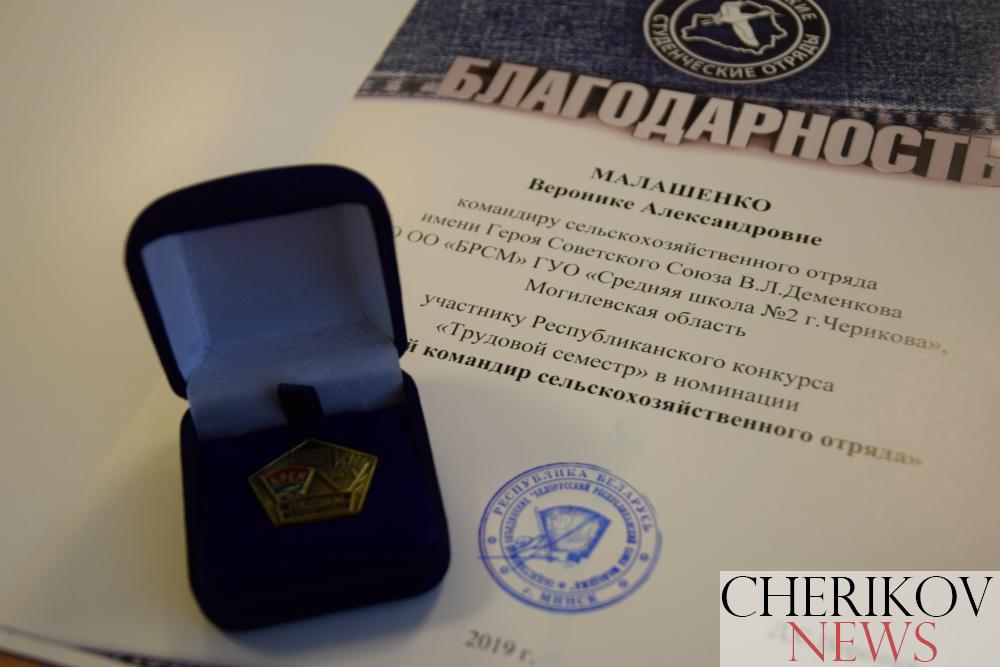 СТУДЕНЧЕСКИЕ ОТРЯДЫ
БЛАГОДАРНОСТЬ
МАЛАШЕНКО
Веронике Александровне
командиру сельскохозяйственного отряда
имени Героя Советского Союза В.Л.Деменкова
ОО «БРСМ» ГУО «Средняя школа №2 г.Черикова»,
Могилевская область
участнику Республиканского конкурса
«Трудовой семестр» в номинации
командир сельскохозяйственного отряда»
РЕСПУБЛИКА БЕЛАРУСЬ
г. МИНСК
2019 г.
БРСМ
CHERIKOV
NEWS